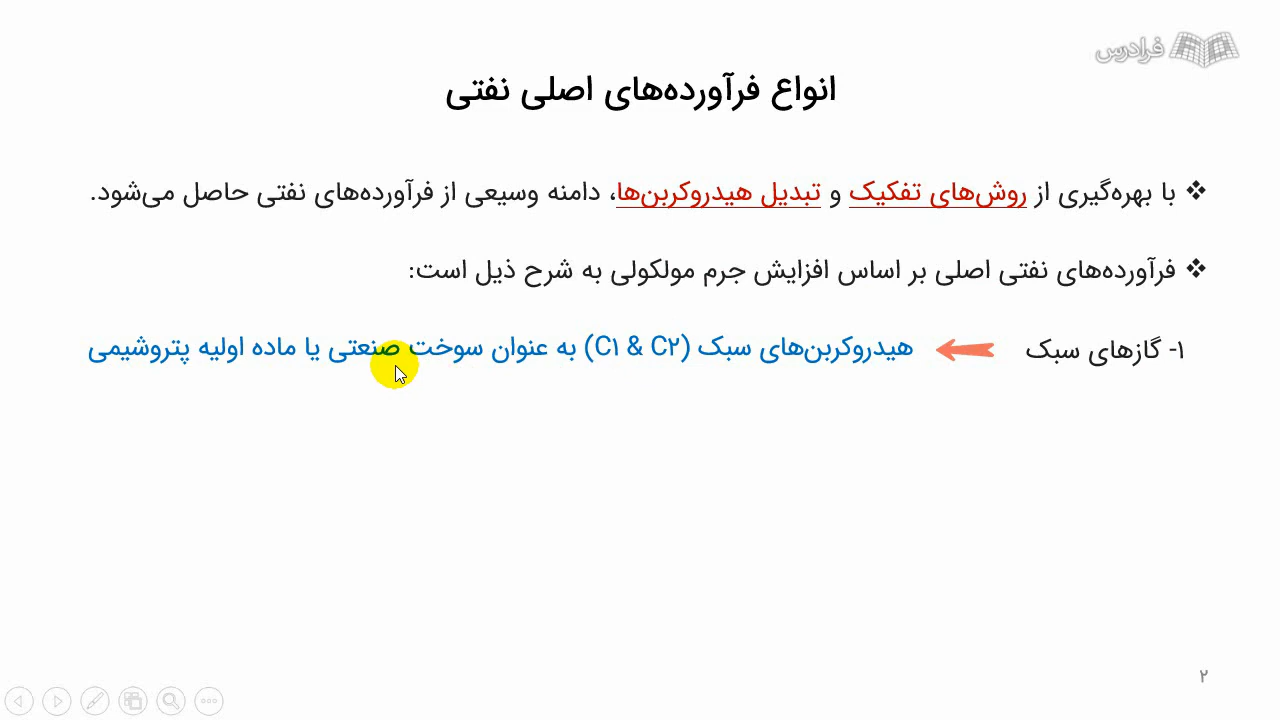 فرادرس
انواع فرآورده‌های اصلی نفتی
❖ با بهره‌گیری از روش‌های تفکیک و تبدیل هیدروکربن‌ها، دامنه وسیعی از فرآورده‌های نفتی حاصل می‌شود.
❖ فرآورده‌های نفتی اصلی بر اساس افزایش جرم مولکولی به شرح ذیل است:
۱- گازهای سبک هیدروکربن‌های سبک (C۱ & C۲) به عنوان سوخت صنعتی یا ماده اولیه پتروشیمی
۲